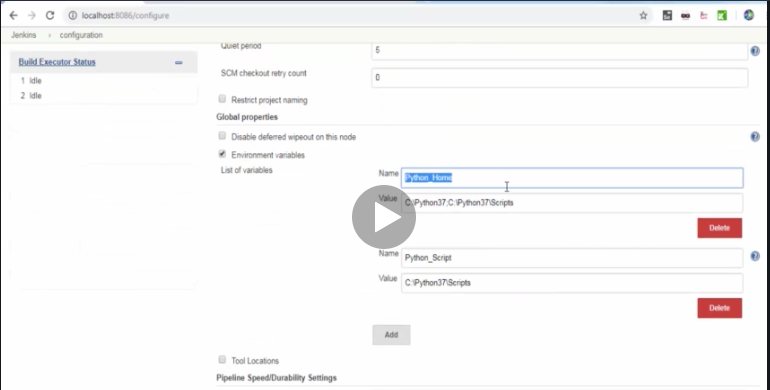 localhost:8086/configure
Jenkins › configuration
Quiet period 5
Build Executor Status
SCM checkout retry count 0
1 Idle
2 Idle
Restrict project naming
Global properties
Disable deferred wipeout on this node
Environment variables
List of variables
Name Python_Home
Value C:\Python37;C:\Python37\Scripts
Delete
Name Python_Script
Value C:\Python37\Scripts
Delete
Add
Tool Locations
Pipeline Speed/Durability Settings